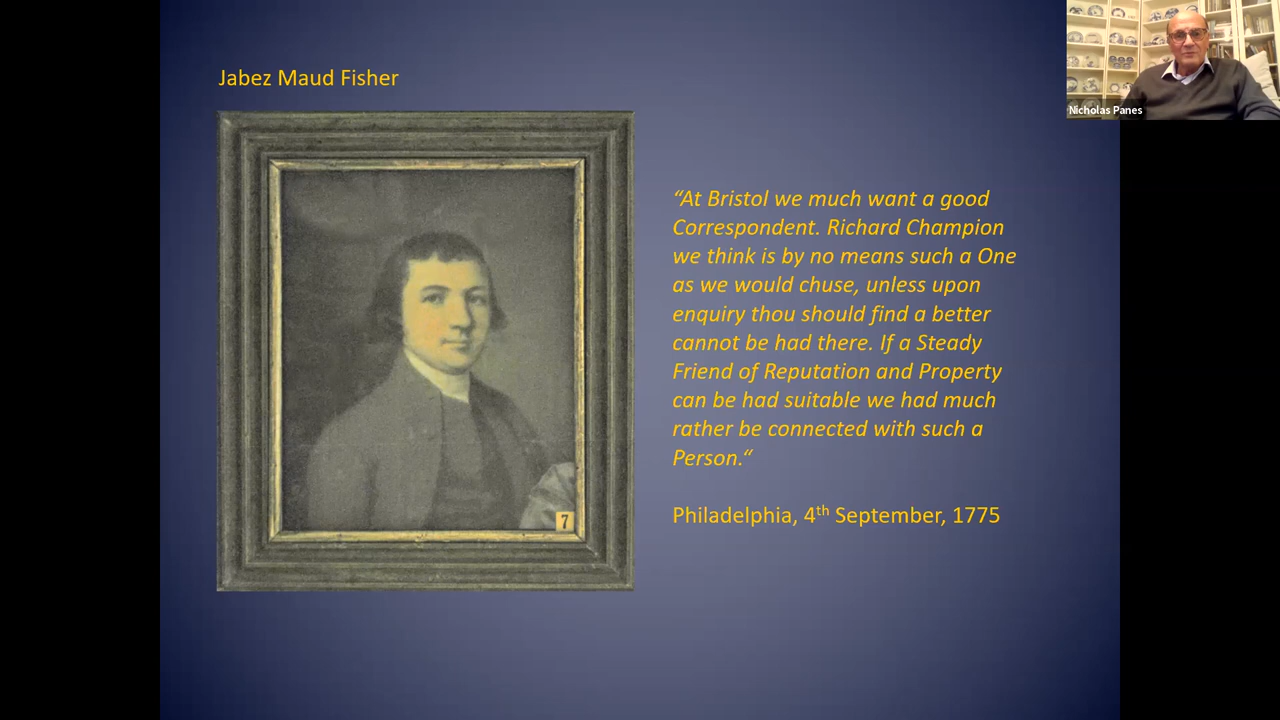 Jabez Maud Fisher
Nicholas Panes
“At Bristol we much want a good
Correspondent. Richard Champion
we think is by no means such a One
as we would chuse, unless upon
enquiry thou should find a better
cannot be had there. If a Steady
Friend of Reputation and Property
can be had suitable we had much
rather be connected with such a
Person.“
Philadelphia, 4th September, 1775
7